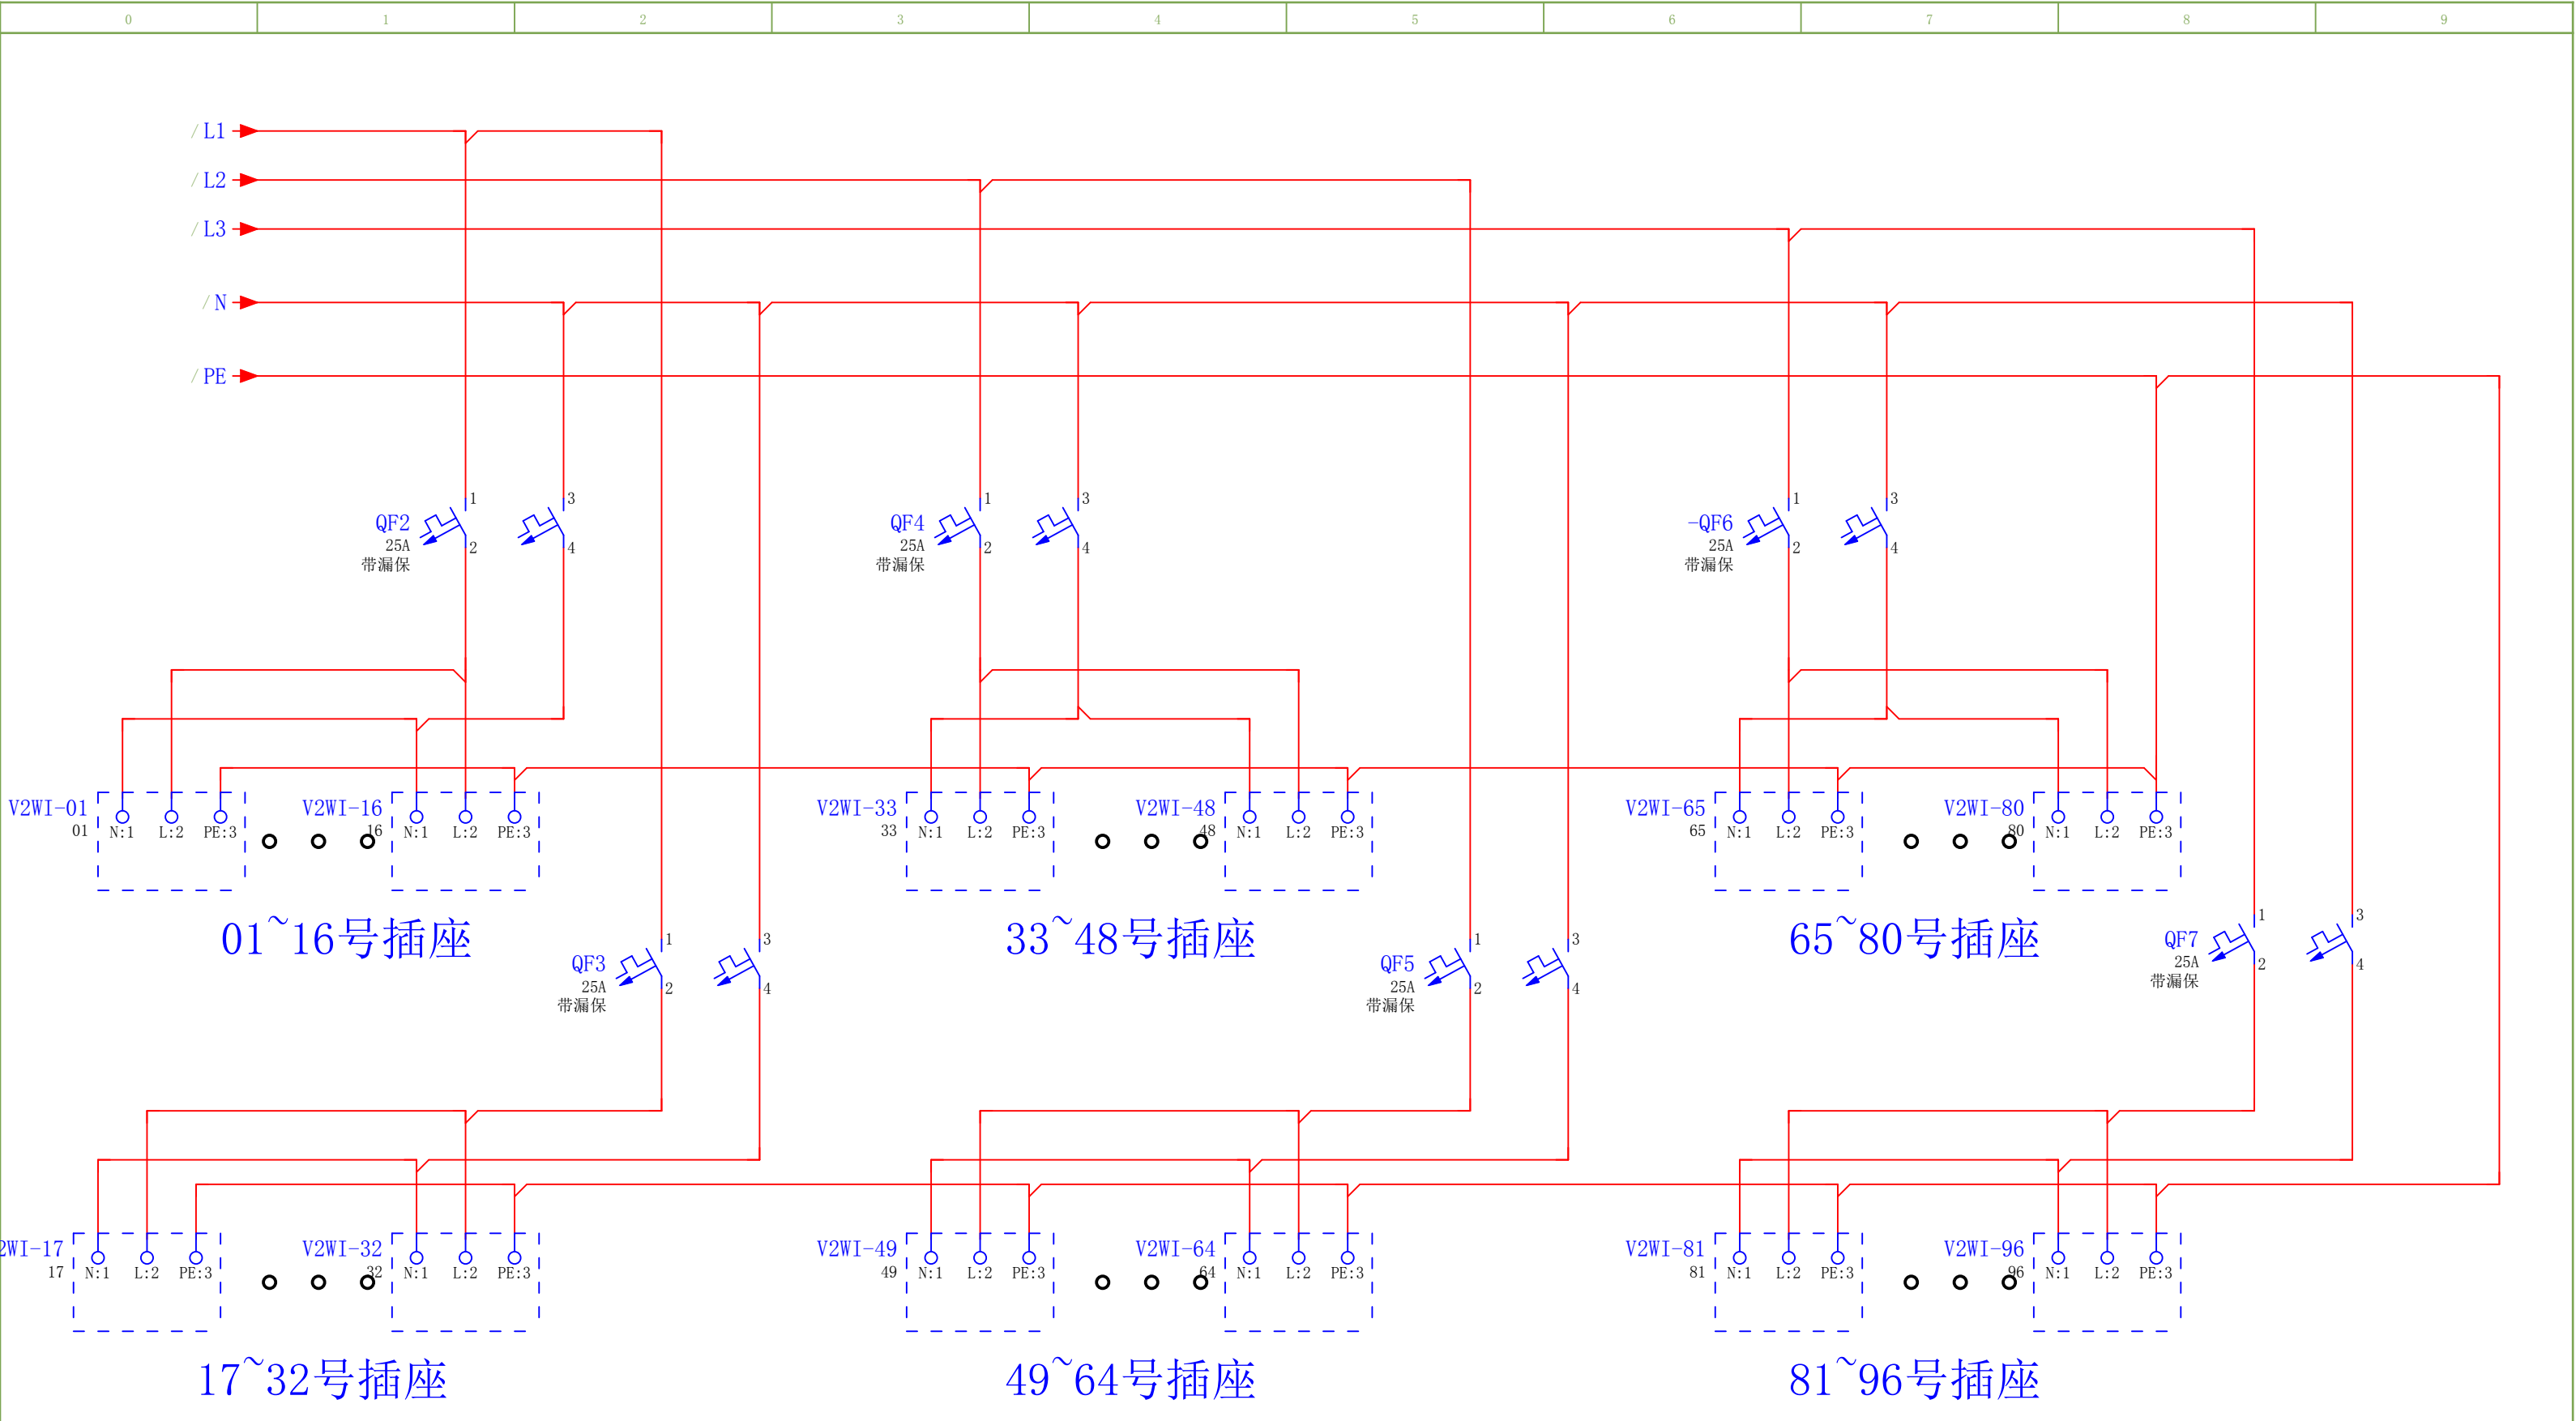 0 1 2 3 4 5 6 7 8 9
/ L1
/ L2
/ L3
/ N
/ PE
QF2 1 3
25A 2 4
带漏保
QF4 1 3
25A 2 4
带漏保
-QF6 1 3
25A 2 4
带漏保
V2WI-01
01 N:1 L:2 PE:3
V2WI-16
16 N:1 L:2 PE:3
V2WI-33
33 N:1 L:2 PE:3
V2WI-48
48 N:1 L:2 PE:3
V2WI-65
65 N:1 L:2 PE:3
V2WI-80
80 N:1 L:2 PE:3
01~16号插座
33~48号插座
65~80号插座
QF3 1 3
25A 2 4
带漏保
QF5 1 3
25A 2 4
带漏保
QF7 1 3
25A 2 4
带漏保
2WI-17
17 N:1 L:2 PE:3
V2WI-32
32 N:1 L:2 PE:3
V2WI-49
49 N:1 L:2 PE:3
V2WI-64
64 N:1 L:2 PE:3
V2WI-81
81 N:1 L:2 PE:3
V2WI-96
96 N:1 L:2 PE:3
17~32号插座
49~64号插座
81~96号插座